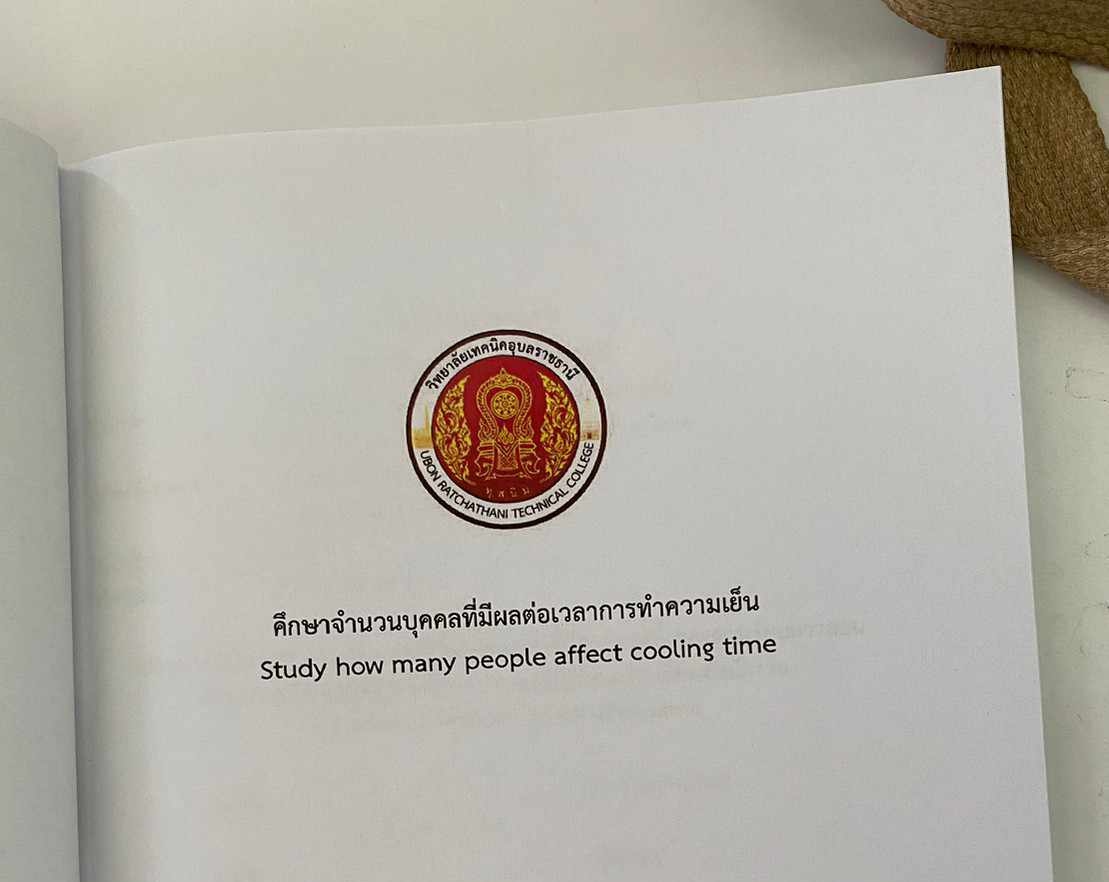 วิทยาลัยเทคนิคอุบลราชธานี
UBON RATCHATHANI TECHNICAL COLLEGE
ศึกษาจำนวนบุคคลที่มีผลต่อเวลาการทำความเย็น
Study how many people affect cooling time